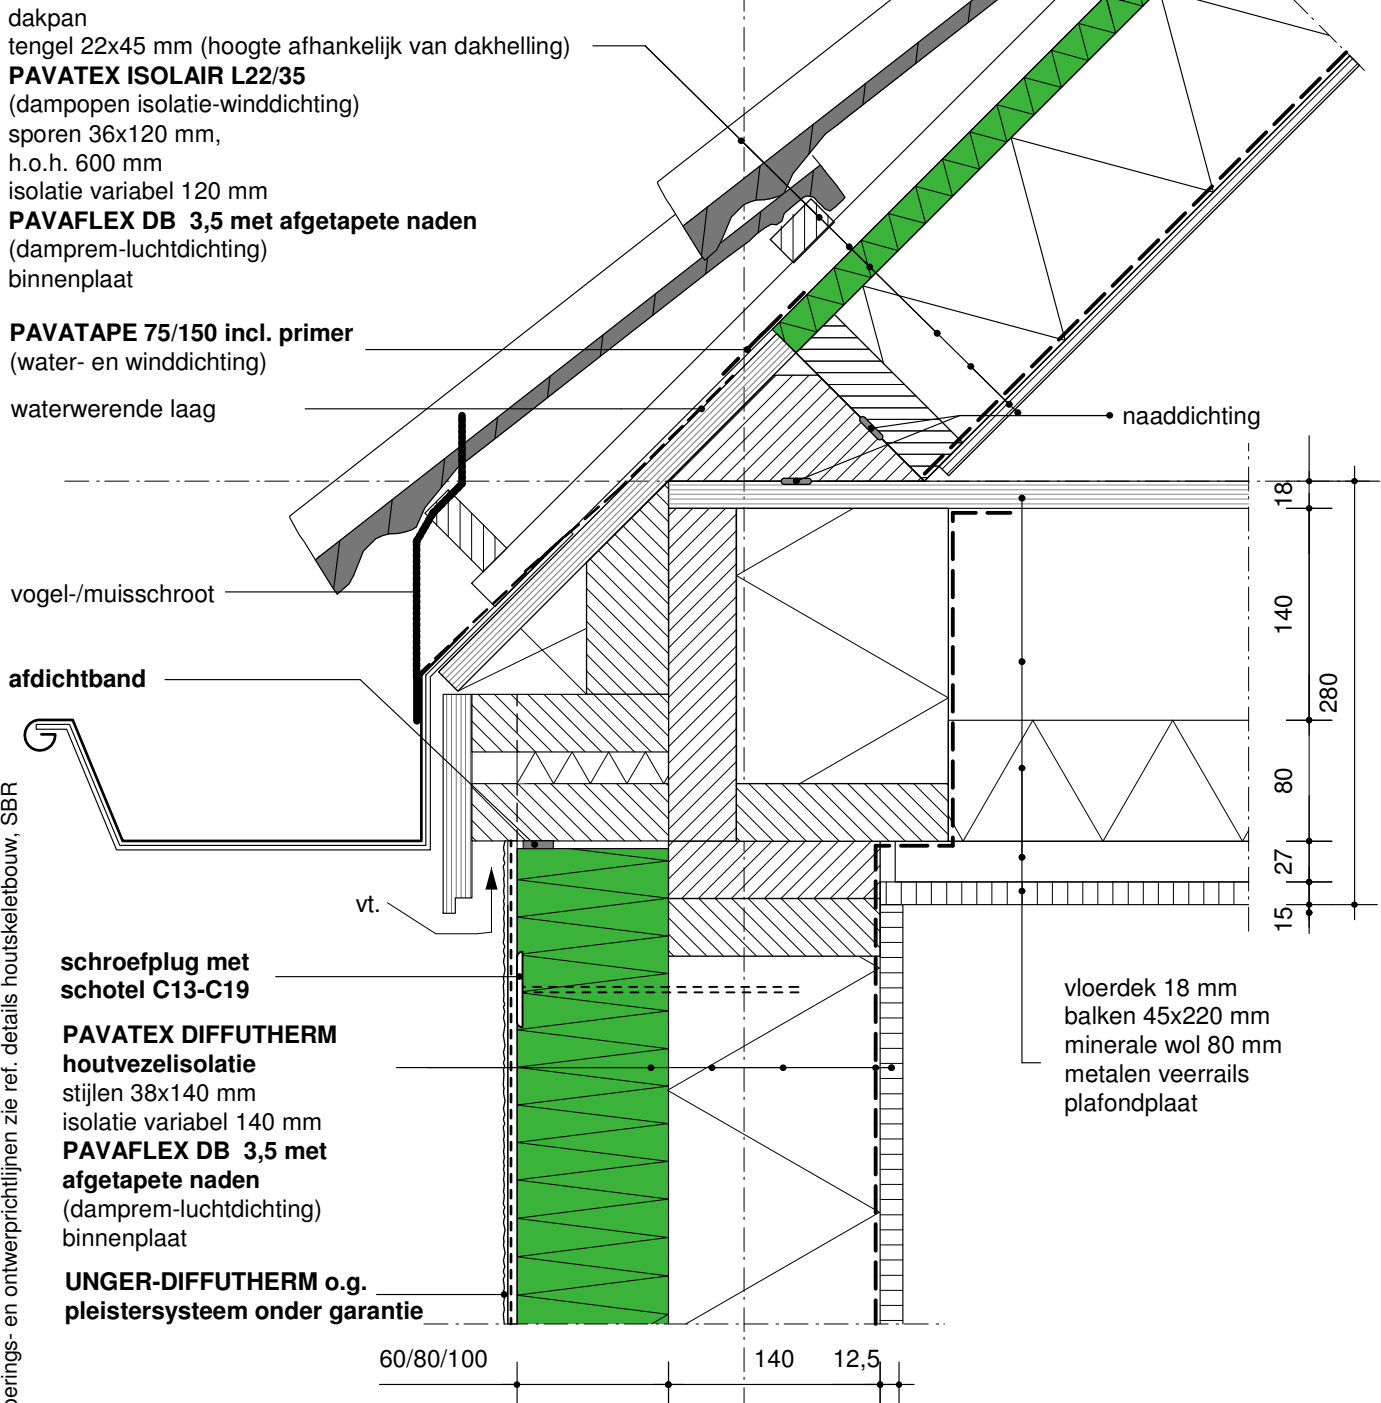 dakpan
tengel 22x45 mm (hoogte afhankelijk van dakhelling)
PAVATEX ISOLAIR L22/35
(dampopen isolatie-winddichting)
sporen 36x120 mm,
h.o.h. 600 mm
isolatie variabel 120 mm
PAVAFLEX DB 3,5 met afgetapete naden
(damprem-luchtdichting)
binnenplaat
PAVATAPE 75/150 incl. primer
(water- en winddichting)
waterwerende laag
naaddichting
vogel-/muisschroot
afdichtband
vt.
schroefplug met
schotel C13-C19
PAVATEX DIFFUTHERM
houtvezelisolatie
stijlen 38x140 mm
isolatie variabel 140 mm
PAVAFLEX DB 3,5 met
afgetapete naden
(damprem-luchtdichting)
binnenplaat
UNGER-DIFFUTHERM o.g.
pleistersysteem onder garantie
vloerdek 18 mm
balken 45x220 mm
minerale wol 80 mm
metalen veerrails
plafondplaat
18
140
280
80
27
15
60/80/100
140
12,5
en ontwerprichtlijnen zie ref. details houtskeletbouw, SBR